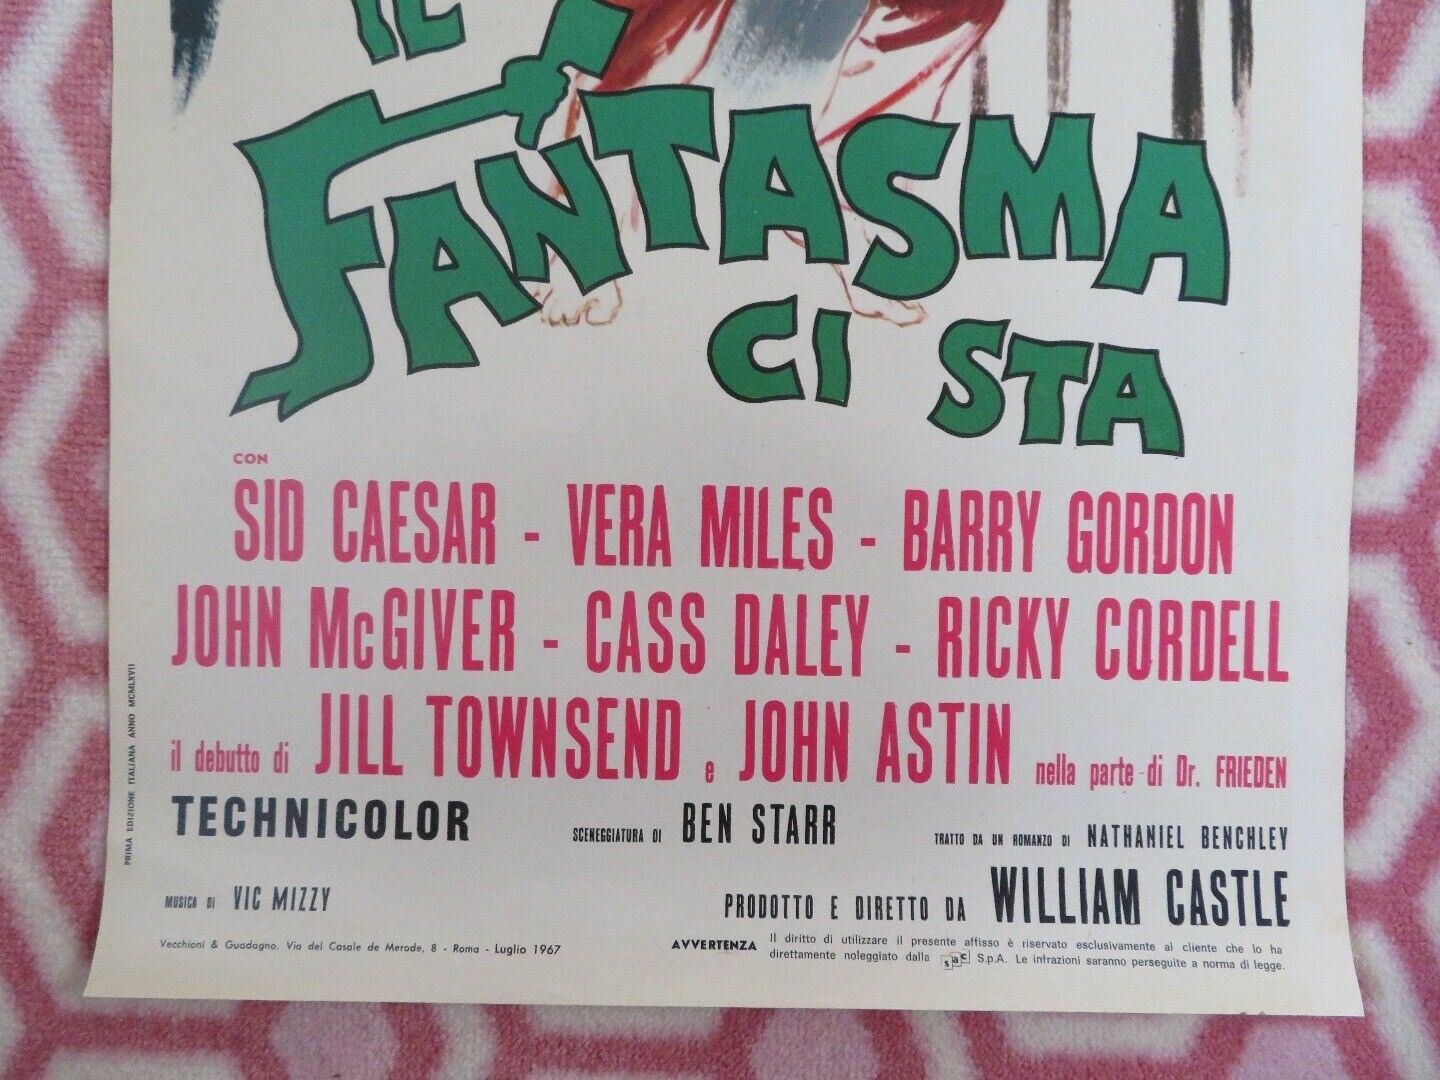 IL
FANTASMA
CI STA
CON
SID CAESAR - VERA MILES - BARRY GORDON
JOHN McGIVER - CASS DALEY - RICKY CORDELL
il debutto di JILL TOWNSEND e JOHN ASTIN nella parte di Dr. FRIEDEN
TECHNICOLOR SCENEGGIATURA DI BEN STARR TRATTO DA UN ROMANZO DI NATHANIEL BENCHLEY
MUSICA DI VIC MIZZY PRODOTTO E DIRETTO DA WILLIAM CASTLE
Vecchioni & Guadagno, Via del Casale de Merode, 8 - Roma - Luglio 1967
AVVERTENZA Il diritto di utilizzare il presente affisso è riservato esclusivamente al cliente che lo ha
direttamente noleggiato dalla sac S.p.A. Le infrazioni saranno perseguite a norma di legge.
PRIMA EDIZIONE ITALIANA ANNO MCMLXVII